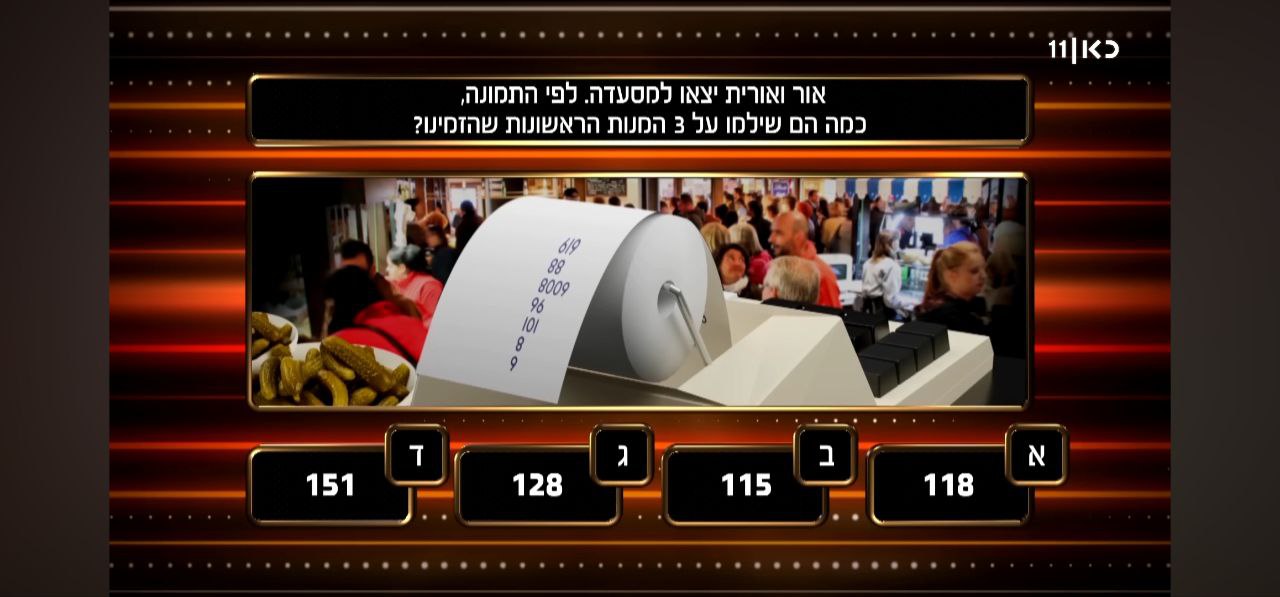 כאן|11
אור ואורית יצאו למסעדה. לפי התמונה,
כמה הם שילמו על 3 המנות הראשונות שהזמינו?
619
88
8009
96
101
8
9
א
118
ב
115
ג
128
ד
151